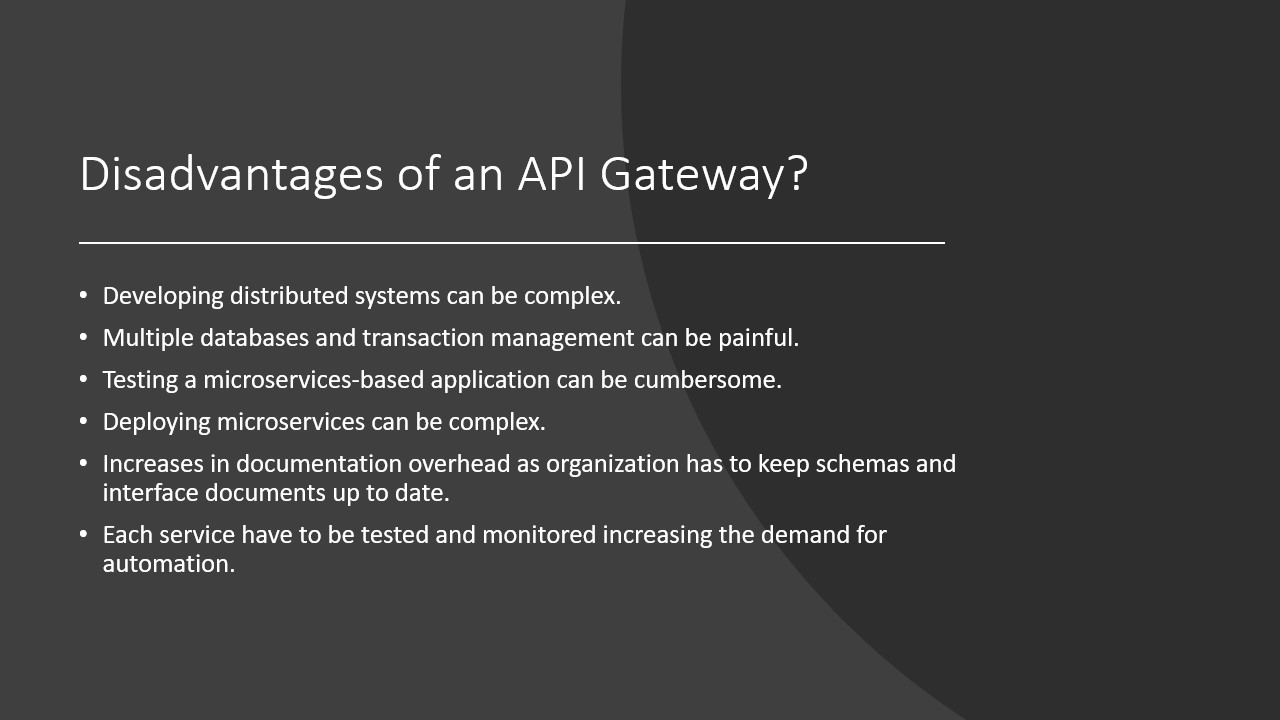 Disadvantages of an API Gateway?
• Developing distributed systems can be complex.
• Multiple databases and transaction management can be painful.
• Testing a microservices-based application can be cumbersome.
• Deploying microservices can be complex.
• Increases in documentation overhead as organization has to keep schemas and
interface documents up to date.
• Each service have to be tested and monitored increasing the demand for
automation.